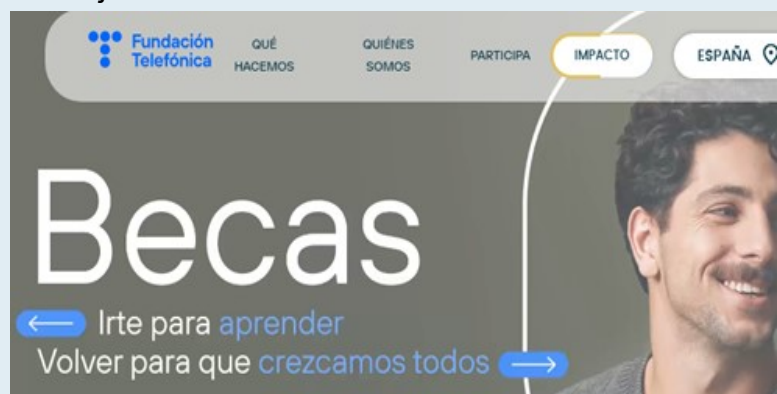 Fundación
Telefónica
QUÉ
HACEMOS
QUIÉNES
SOMOS
PARTICIPA
IMPACTO
ESPAÑA
Becas
Irte para aprender
Volver para que crezcamos todos